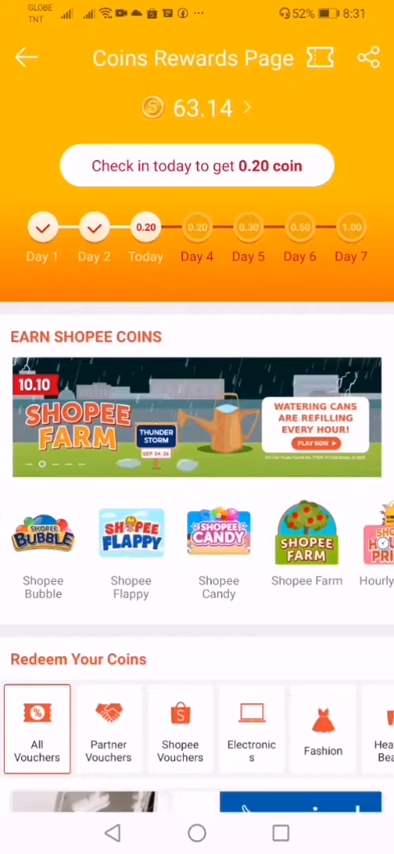 GLOBE
TNT
52%
8:31
Coins Rewards Page
63.14
Check in today to get 0.20 coin
0.20
0.20
0.30
0.50
1.00
Day 1
Day 2
Today
Day 4
Day 5
Day 6
Day 7
EARN SHOPEE COINS
10.10
SHOPEE
FARM
THUNDER
STORM
SEP 24-26
WATERING CANS
ARE REFILLING
EVERY HOUR!
PLAY NOW
SHOPEE
BUBBLE
SHOPEE
FLAPPY
SHOPEE
CANDY
SHOPEE
FARM
Shopee
Bubble
Shopee
Flappy
Shopee
Candy
Shopee Farm
Hourly
Redeem Your Coins
All
Vouchers
Partner
Vouchers
Shopee
Vouchers
Electronic
s
Fashion
Hea
Bea